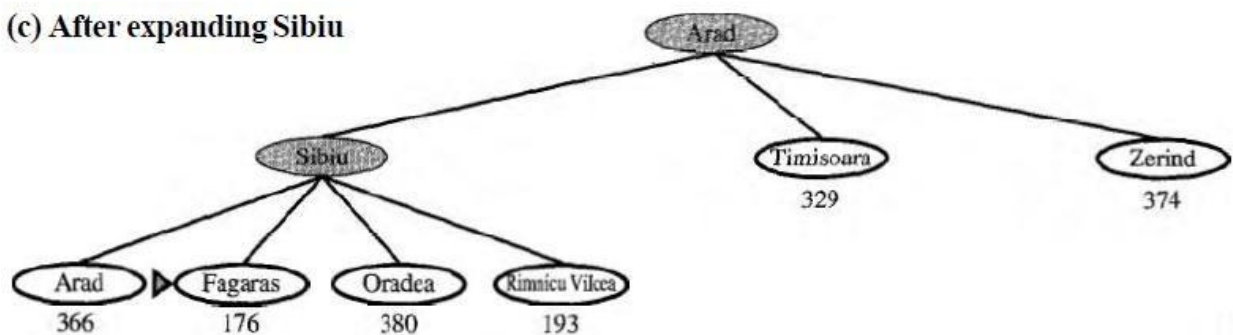 (c) After expanding Sibiu
Arad
Sibiu
Timisoara
Zerind
329
374
Arad
Fagaras
Oradea
Rimnicu Vilcea
366
176
380
193